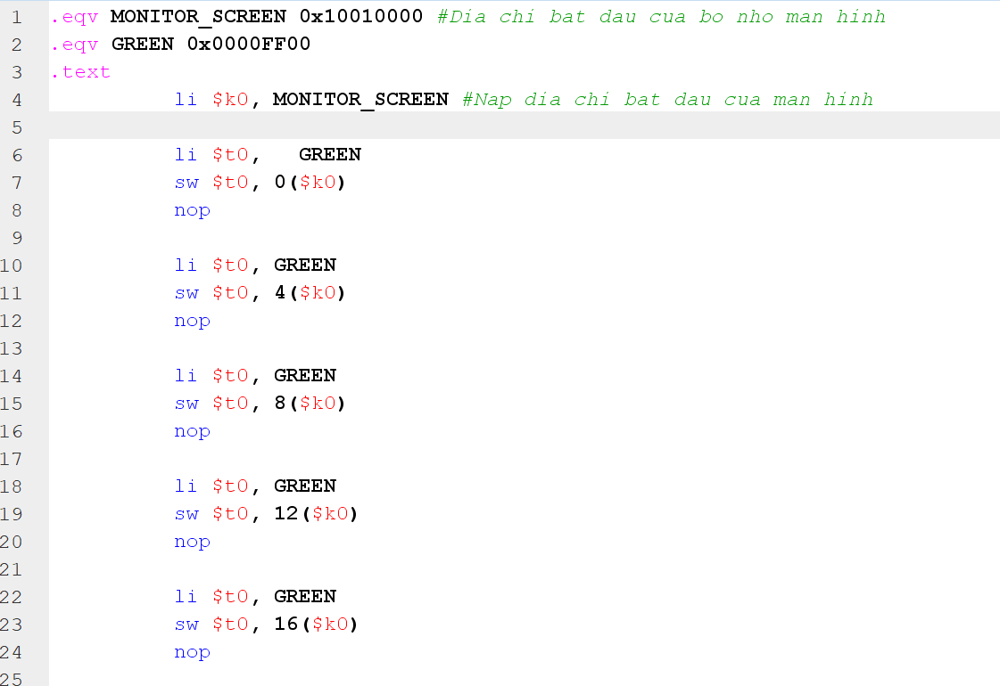 1 .eqv MONITOR_SCREEN 0x10010000 #Dia chi bat dau cua bo nho man hinh
2 .eqv GREEN 0x0000FF00
3 .text
4 li $k0, MONITOR_SCREEN #Nap dia chi bat dau cua man hinh
5
6 li $t0, GREEN
7 sw $t0, 0($k0)
8 nop
9
10 li $t0, GREEN
11 sw $t0, 4($k0)
12 nop
13
14 li $t0, GREEN
15 sw $t0, 8($k0)
16 nop
17
18 li $t0, GREEN
19 sw $t0, 12($k0)
20 nop
21
22 li $t0, GREEN
23 sw $t0, 16($k0)
24 nop
25